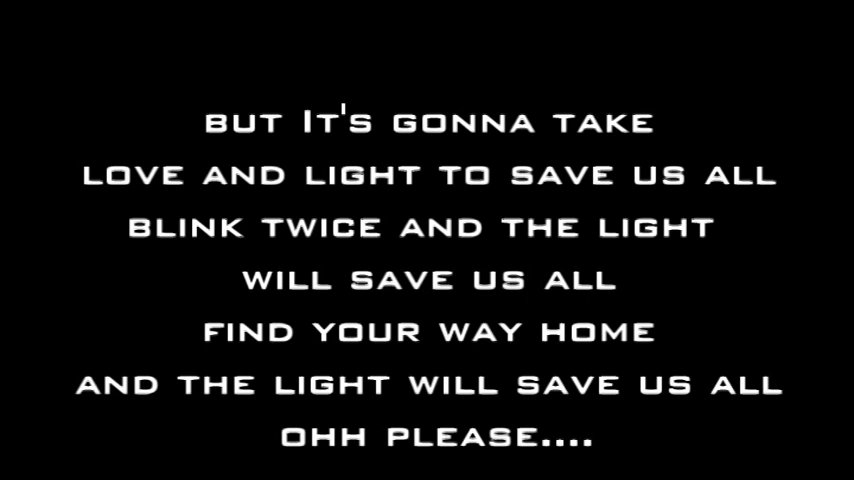 BUT IT'S GONNA TAKE
LOVE AND LIGHT TO SAVE US ALL
BLINK TWICE AND THE LIGHT
WILL SAVE US ALL
FIND YOUR WAY HOME
AND THE LIGHT WILL SAVE US ALL
OHH PLEASE....